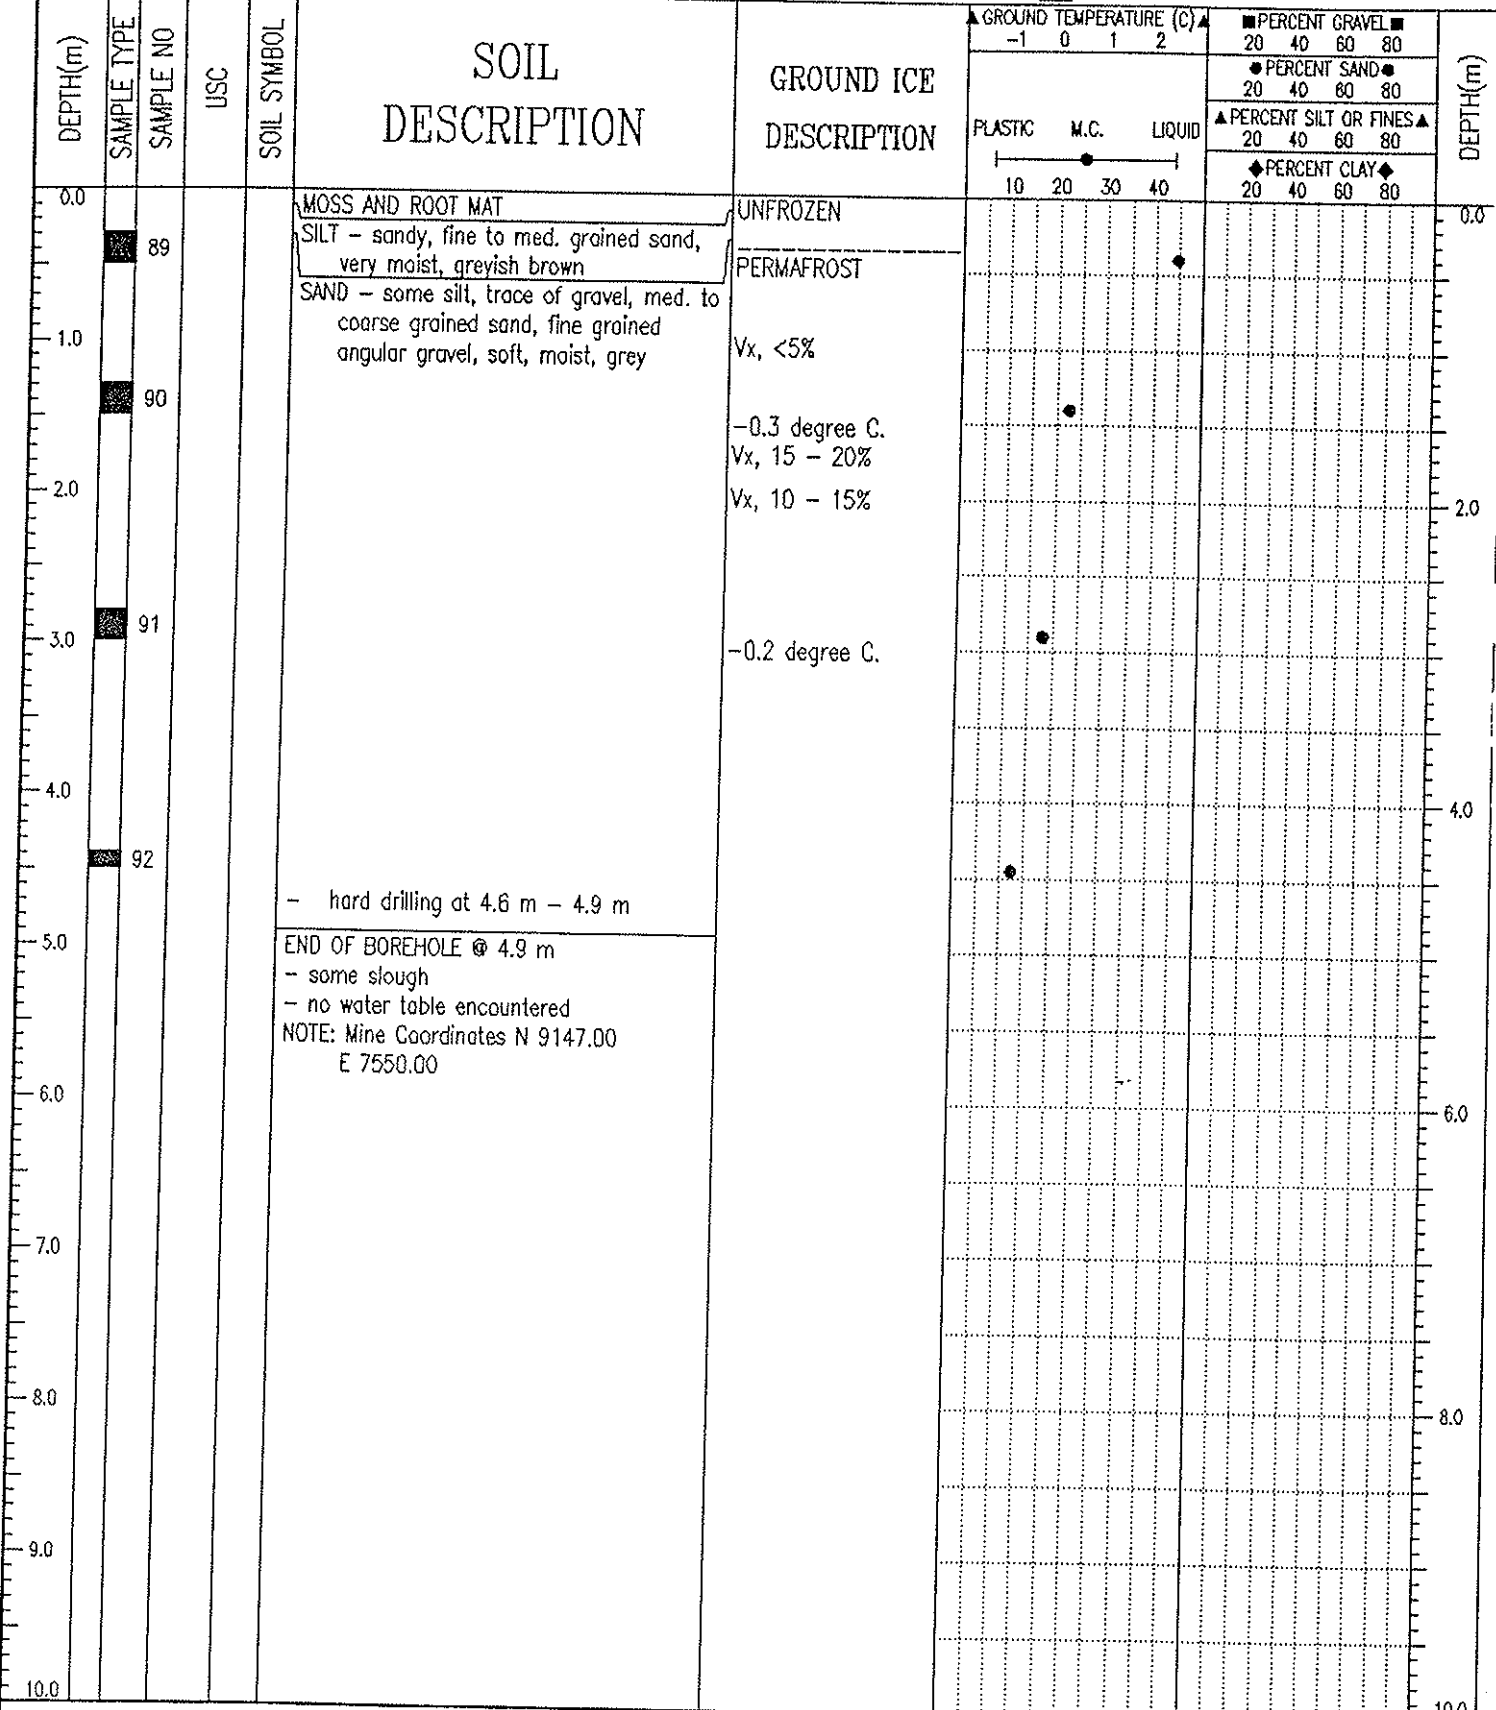 DEPTH(m)
SAMPLE TYPE
SAMPLE NO
USC
SOIL SYMBOL
SOIL
DESCRIPTION
GROUND ICE
DESCRIPTION
▲GROUND TEMPERATURE (C)▲
-1 0 1 2
PLASTIC M.C. LIQUID
10 20 30 40
■PERCENT GRAVEL■
20 40 60 80
●PERCENT SAND●
20 40 60 80
▲PERCENT SILT OR FINES▲
20 40 60 80
◆PERCENT CLAY◆
20 40 60 80
DEPTH(m)
0.0
1.0
2.0
3.0
4.0
5.0
6.0
7.0
8.0
9.0
10.0
89
90
91
92
MOSS AND ROOT MAT
SILT - sandy, fine to med. grained sand,
very moist, greyish brown
SAND - some silt, trace of gravel, med. to
coarse grained sand, fine grained
angular gravel, soft, moist, grey
- hard drilling at 4.6 m - 4.9 m
END OF BOREHOLE @ 4.9 m
- some slough
- no water table encountered
NOTE: Mine Coordinates N 9147.00
E 7550.00
UNFROZEN
PERMAFROST
Vx, <5%
-0.3 degree C.
Vx, 15 - 20%
Vx, 10 - 15%
-0.2 degree C.
0.0
2.0
4.0
6.0
8.0
10.0